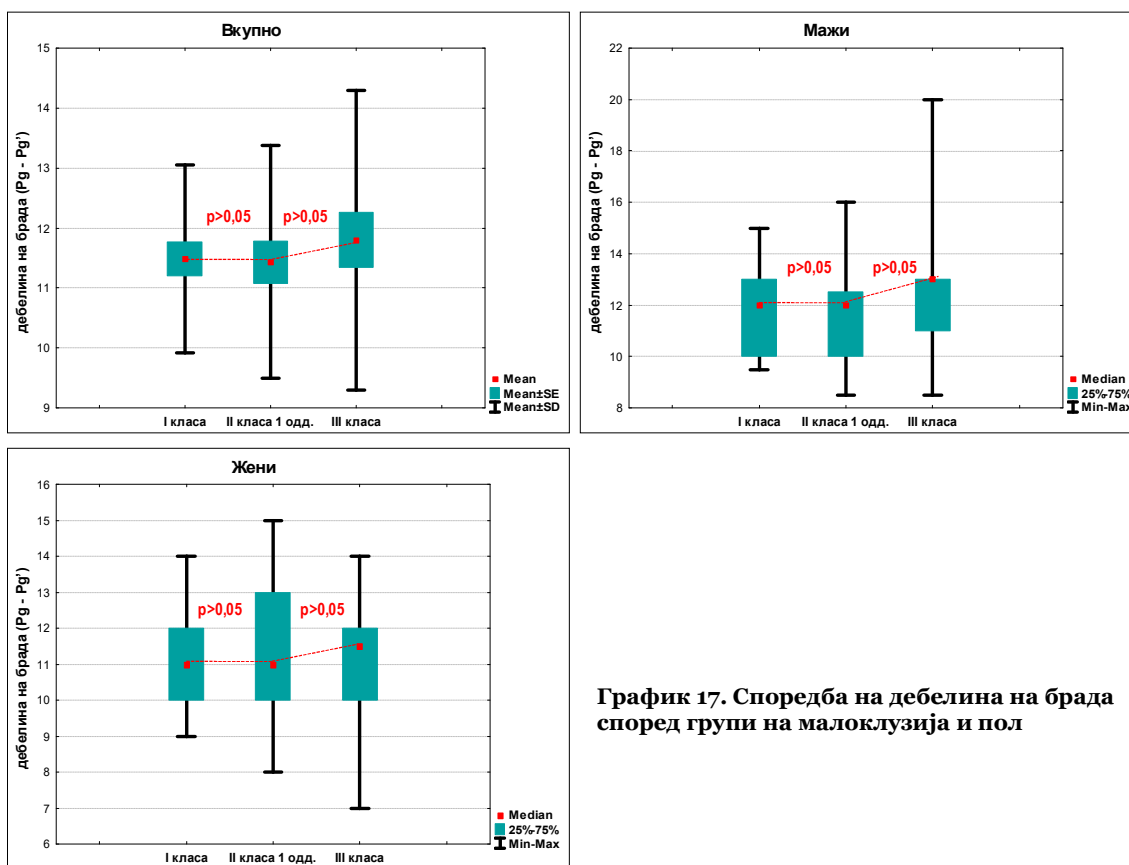 Вкупно
15
14
13
12
11
10
9
дебелина на брада (Pg - Pg')
p>0,05 p>0,05
I класа II класа 1 одд. III класа
Mean
Mean±SE
Mean±SD
Мажи
22
20
18
16
14
12
10
8
дебелина на брада (Pg - Pg')
p>0,05 p>0,05
I класа II класа 1 одд. III класа
Median
25%-75%
Min-Max
Жени
16
15
14
13
12
11
10
9
8
7
6
дебелина на брада (Pg - Pg')
p>0,05 p>0,05
I класа II класа 1 одд. III класа
Median
25%-75%
Min-Max
График 17. Споредба на дебелина на брада
според групи на малоклузија и пол